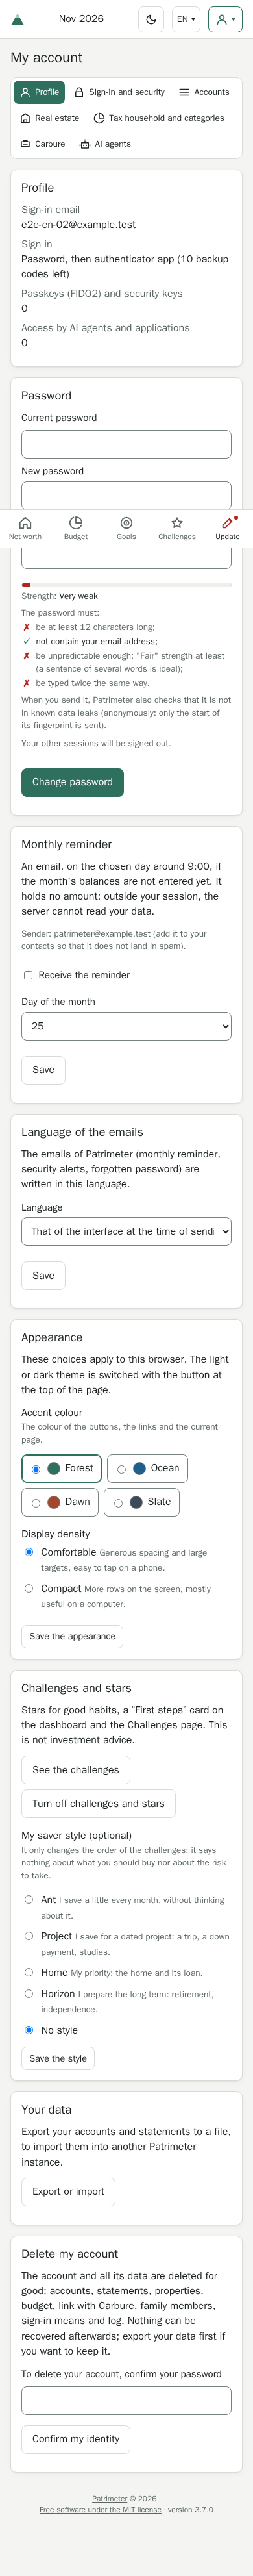 Nov 2026
EN ▾
▾
My account
Profile
Sign-in and security
Accounts
Real estate
Tax household and categories
Carbure
AI agents
Profile
Sign-in email
e2e-en-02@example.test
Sign in
Password, then authenticator app (10 backup
codes left)
Passkeys (FIDO2) and security keys
0
Access by AI agents and applications
0
Password
Current password
New password
Net worth
Budget
Goals
Challenges
Update
Strength: Very weak
The password must:
✗ be at least 12 characters long;
✓ not contain your email address;
✗ be unpredictable enough: "Fair" strength at least
(a sentence of several words is ideal);
✗ be typed twice the same way.
When you send it, Patrimeter also checks that it is not
in known data leaks (anonymously: only the start of
its fingerprint is sent).
Your other sessions will be signed out.
Change password
Monthly reminder
An email, on the chosen day around 9:00, if
the month's balances are not entered yet. It
holds no amount: outside your session, the
server cannot read your data.
Sender: patrimeter@example.test (add it to your
contacts so that it does not land in spam).
Receive the reminder
Day of the month
25
Save
Language of the emails
The emails of Patrimeter (monthly reminder,
security alerts, forgotten password) are
written in this language.
Language
That of the interface at the time of sendi
Save
Appearance
These choices apply to this browser. The light
or dark theme is switched with the button at
the top of the page.
Accent colour
The colour of the buttons, the links and the current
page.
Forest
Ocean
Dawn
Slate
Display density
Comfortable Generous spacing and large
targets, easy to tap on a phone.
Compact More rows on the screen, mostly
useful on a computer.
Save the appearance
Challenges and stars
Stars for good habits, a "First steps" card on
the dashboard and the Challenges page. This
is not investment advice.
See the challenges
Turn off challenges and stars
My saver style (optional)
It only changes the order of the challenges; it says
nothing about what you should buy nor about the risk
to take.
Ant I save a little every month, without thinking
about it.
Project I save for a dated project: a trip, a down
payment, studies.
Home My priority: the home and its loan.
Horizon I prepare the long term: retirement,
independence.
No style
Save the style
Your data
Export your accounts and statements to a file,
or to import them into another Patrimeter
instance.
Export or import
Delete my account
The account and all its data are deleted for
good: accounts, statements, properties,
budget, link with Carbure, family members,
sign-in means and log. Nothing can be
recovered afterwards; export your data first if
you want to keep it.
To delete your account, confirm your password
Confirm my identity
Patrimeter © 2026 ·
Free software under the MIT license · version 3.7.0